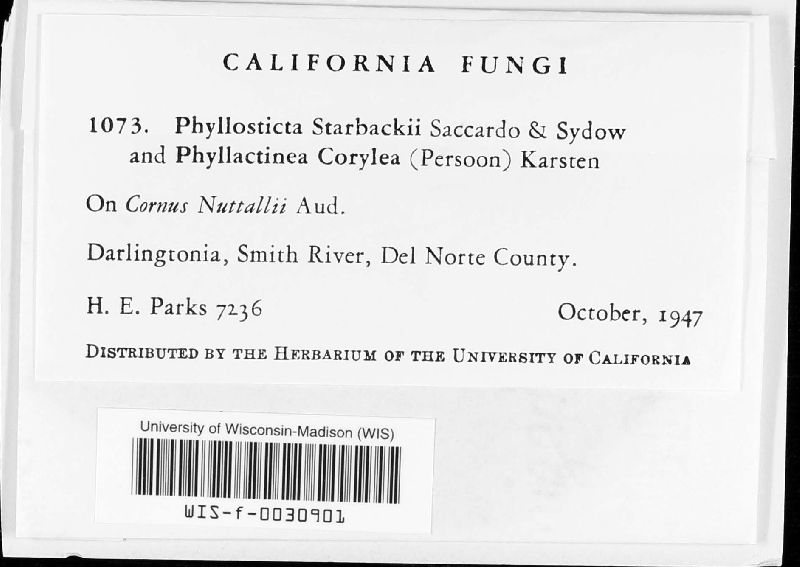 CALIFORNIA FUNGI
1073. Phyllosticta Starbackii Saccardo & Sydow
and Phyllactinea Corylea (Persoon) Karsten
On Cornus Nuttallii Aud.
Darlingtonia, Smith River, Del Norte County.
H. E. Parks 7236 October, 1947
DISTRIBUTED BY THE HERBARIUM OF THE UNIVERSITY OF CALIFORNIA
University of Wisconsin-Madison (WIS)
WIS-f-0030901